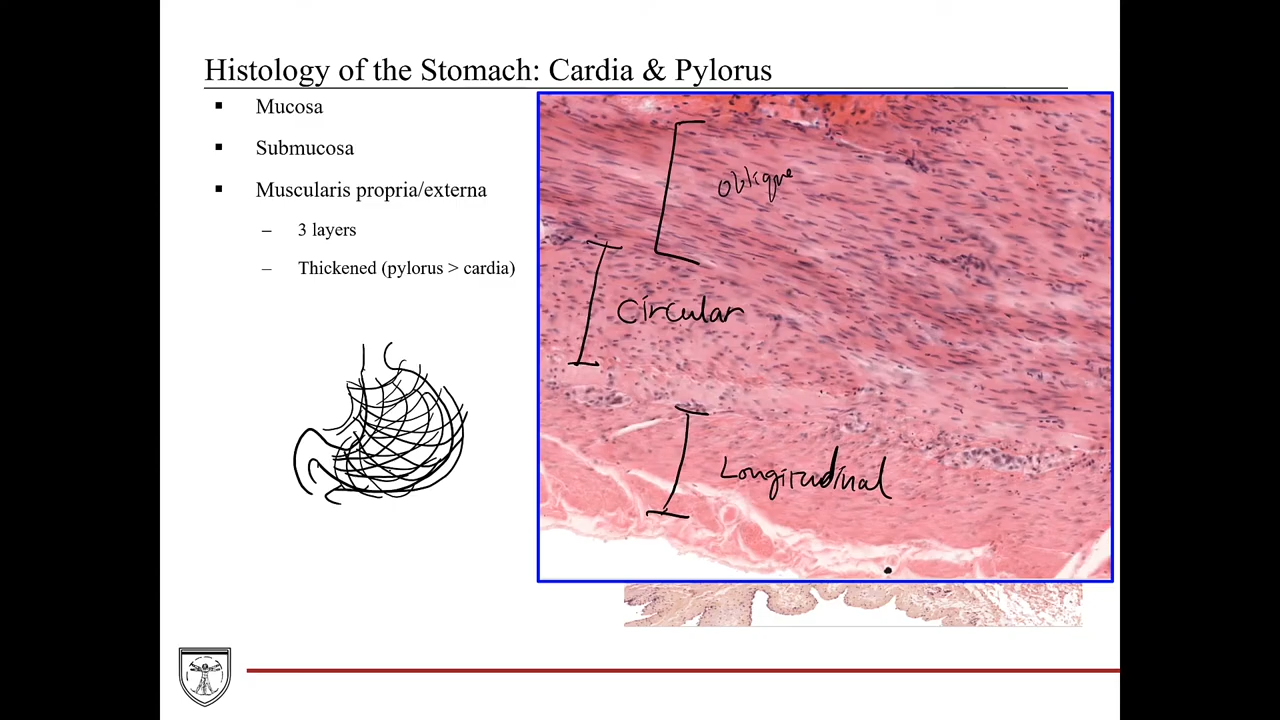 Histology of the Stomach: Cardia & Pylorus
▪ Mucosa
▪ Submucosa
▪ Muscularis propria/externa
– 3 layers
– Thickened (pylorus > cardia)
Oblique
Circular
Longitudinal